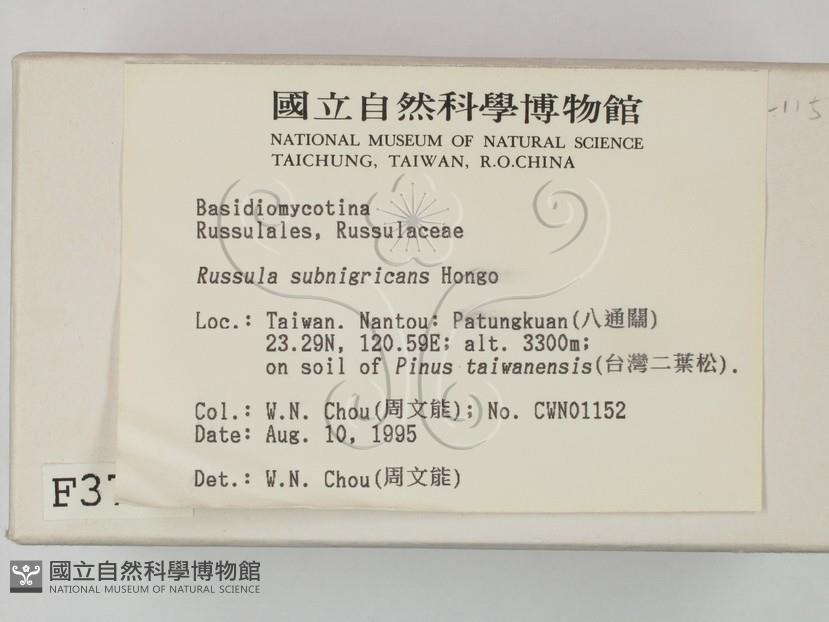 國立自然科學博物館
NATIONAL MUSEUM OF NATURAL SCIENCE
TAICHUNG, TAIWAN, R.O.CHINA
Basidiomycotina
Russulales, Russulaceae
Russula subnigricans Hongo
Loc.: Taiwan. Nantou: Patungkuan(八通關)
23.29N, 120.59E; alt. 3300m;
on soil of Pinus taiwanensis(台灣二葉松).
Col.: W.N. Chou(周文能); No. CWN01152
Date: Aug. 10, 1995
Det.: W.N. Chou(周文能)
國立自然科學博物館
NATIONAL MUSEUM OF NATURAL SCIENCE